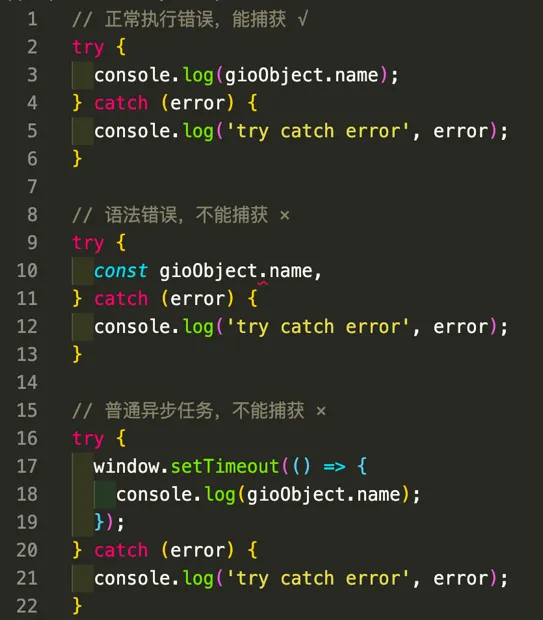 1 // 正常执行错误，能捕获 √
2 try {
3 console.log(gioObject.name);
4 } catch (error) {
5 console.log('try catch error', error);
6 }
7
8 // 语法错误，不能捕获 ×
9 try {
10 const gioObject.name,
11 } catch (error) {
12 console.log('try catch error', error);
13 }
14
15 // 普通异步任务，不能捕获 ×
16 try {
17 window.setTimeout(() => {
18 console.log(gioObject.name);
19 });
20 } catch (error) {
21 console.log('try catch error', error);
22 }